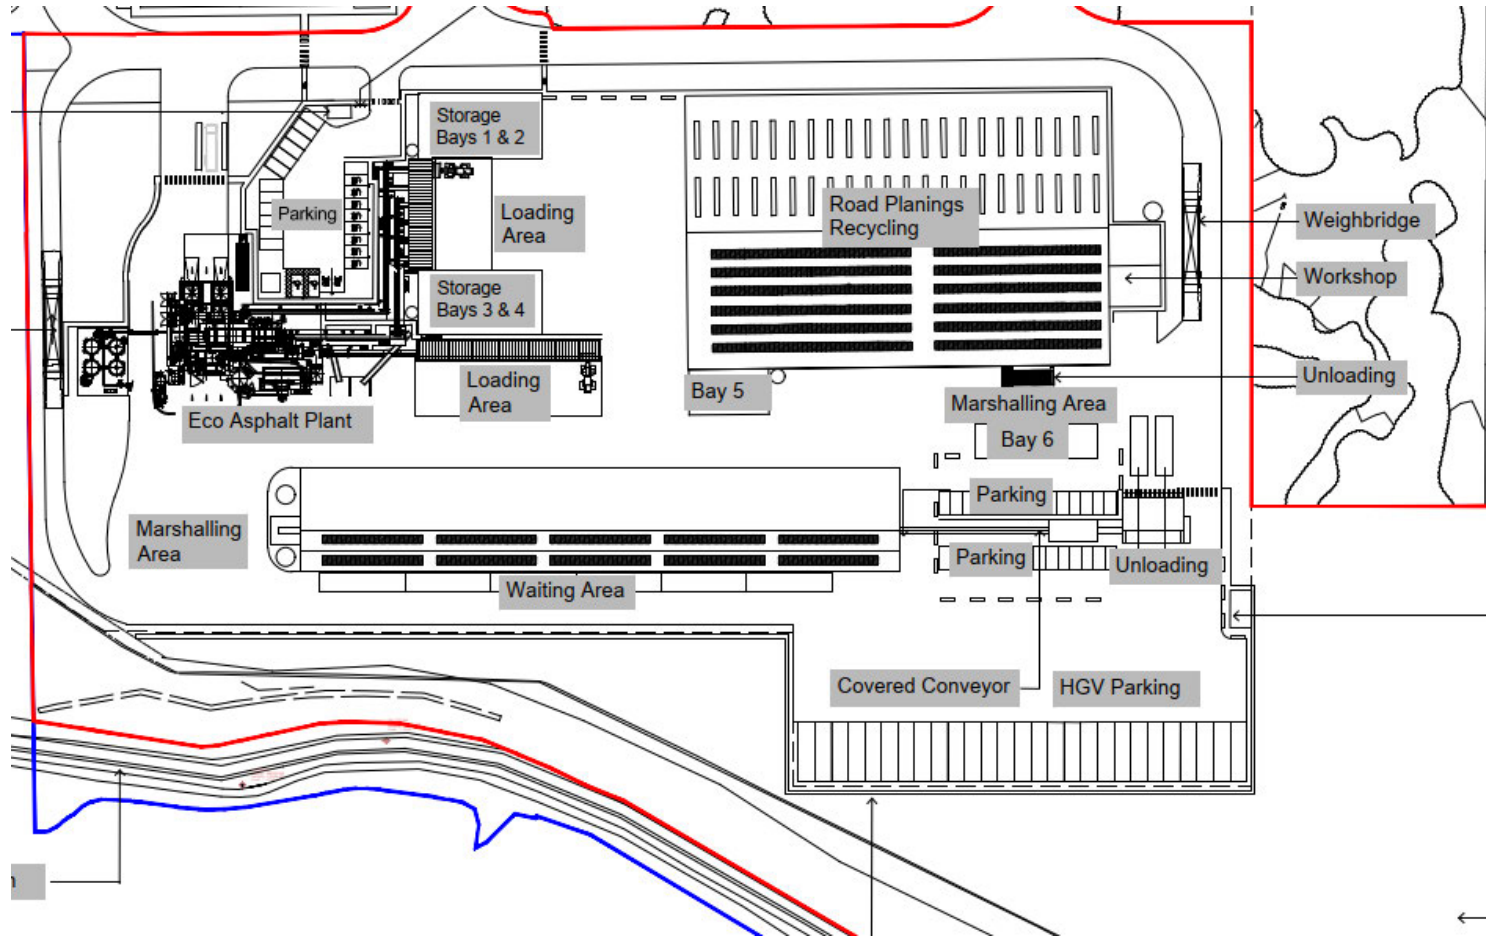 Storage
Bays 1 & 2
Parking
Loading
Area
Road Planings
Recycling
Weighbridge
Workshop
Storage
Bays 3 & 4
Loading
Area
Unloading
Bay 5
Marshalling Area
Eco Asphalt Plant
Bay 6
Parking
Marshalling
Area
Parking
Unloading
Waiting Area
Covered Conveyor
HGV Parking